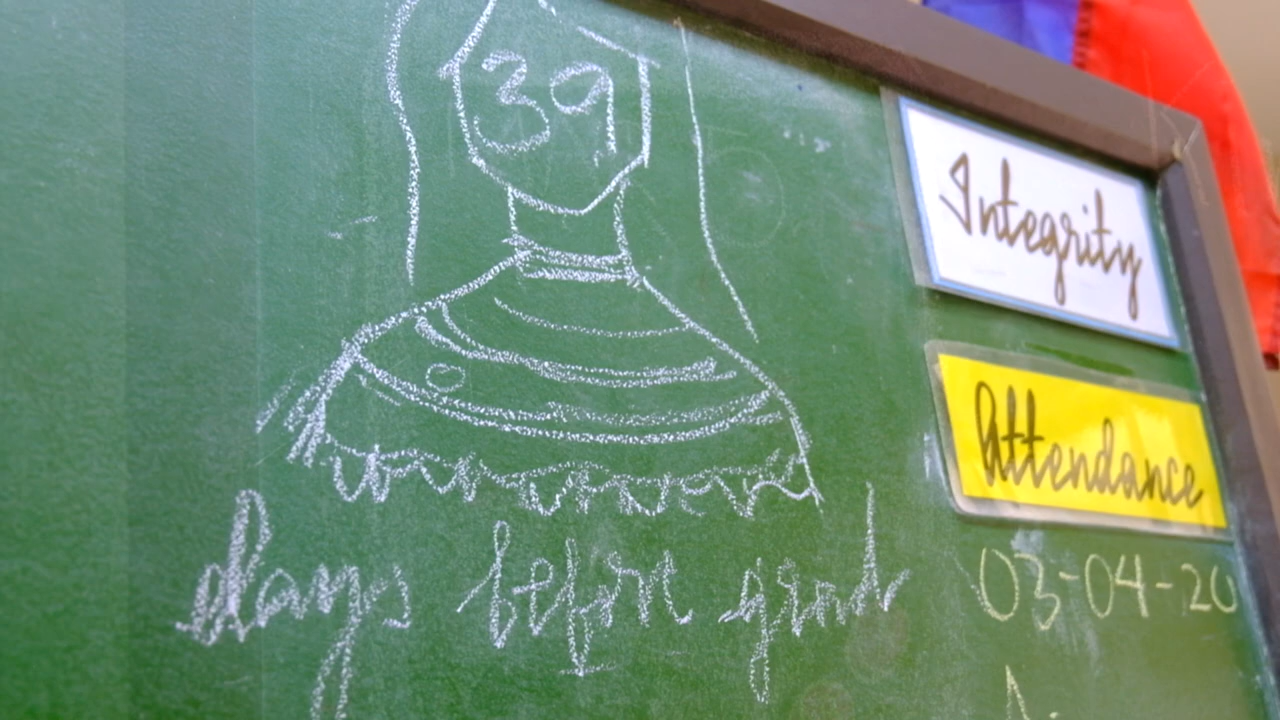 39
days before grad
Integrity
Attendance
03-04-20